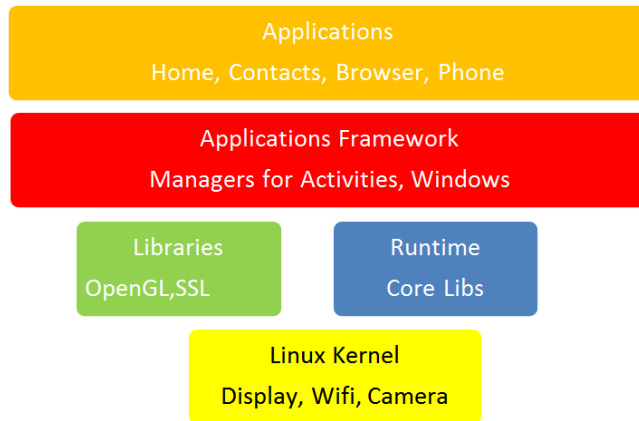 Applications
Home, Contacts, Browser, Phone
Applications Framework
Managers for Activities, Windows
Libraries
OpenGL,SSL
Runtime
Core Libs
Linux Kernel
Display, Wifi, Camera